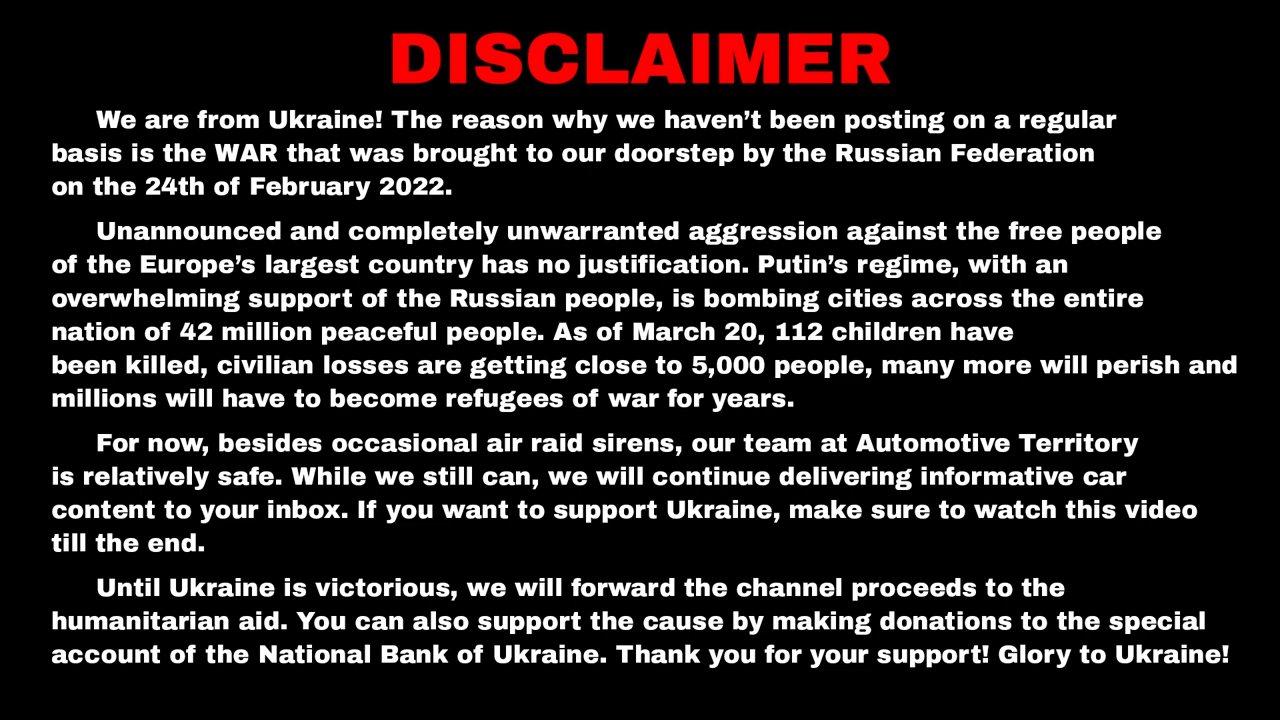 DISCLAIMER
We are from Ukraine! The reason why we haven’t been posting on a regular
basis is the WAR that was brought to our doorstep by the Russian Federation
on the 24th of February 2022.
Unannounced and completely unwarranted aggression against the free people
of the Europe’s largest country has no justification. Putin’s regime, with an
overwhelming support of the Russian people, is bombing cities across the entire
nation of 42 million peaceful people. As of March 20, 112 children have
been killed, civilian losses are getting close to 5,000 people, many more will perish and
millions will have to become refugees of war for years.
For now, besides occasional air raid sirens, our team at Automotive Territory
is relatively safe. While we still can, we will continue delivering informative car
content to your inbox. If you want to support Ukraine, make sure to watch this video
till the end.
Until Ukraine is victorious, we will forward the channel proceeds to the
humanitarian aid. You can also support the cause by making donations to the special
account of the National Bank of Ukraine. Thank you for your support! Glory to Ukraine!